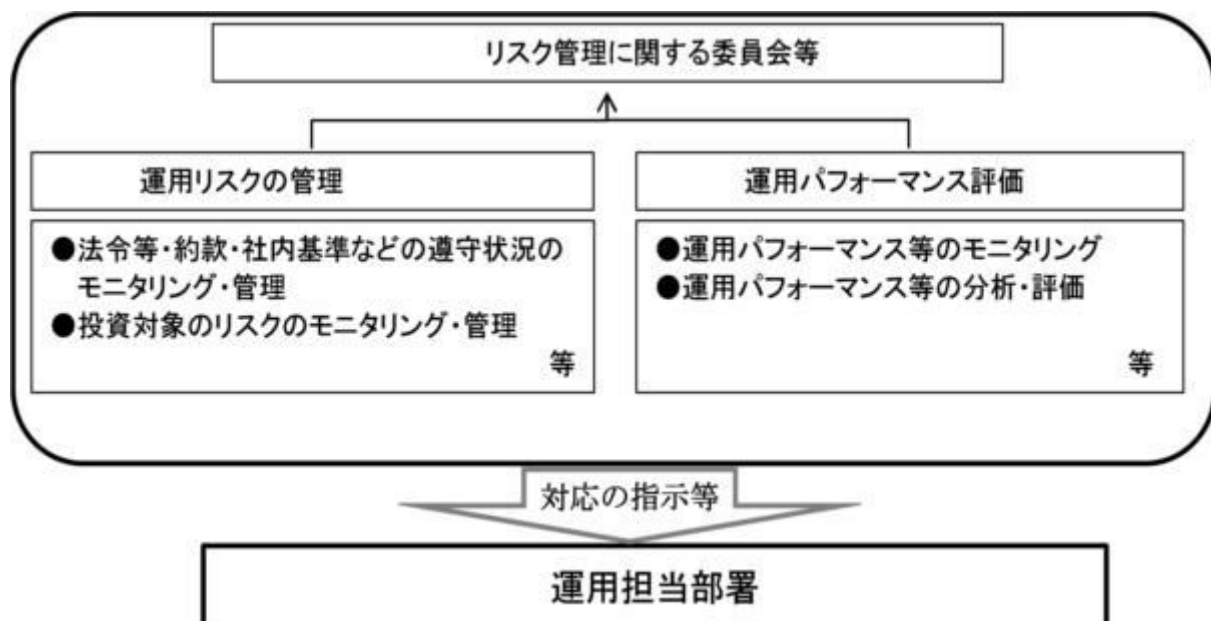 リスク管理に関する委員会等
運用リスクの管理
●法令等・約款・社内基準などの遵守状況の
モニタリング・管理
●投資対象のリスクのモニタリング・管理
等
運用パフォーマンス評価
●運用パフォーマンス等のモニタリング
●運用パフォーマンス等の分析・評価
等
対応の指示等
運用担当部署